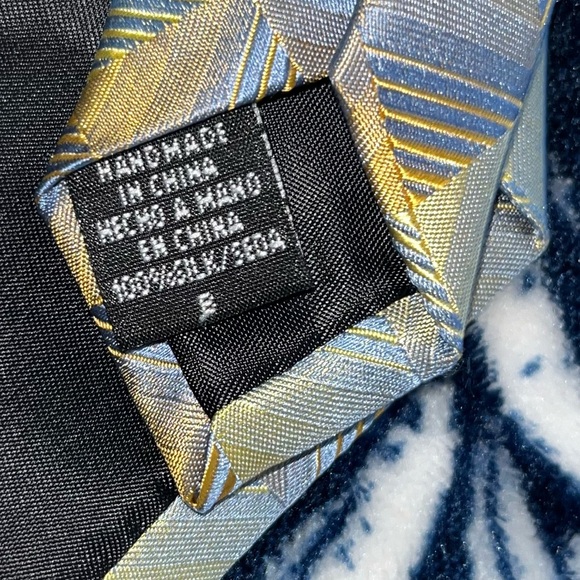 HANDMADE
IN CHINA
HECHO A MANO
EN CHINA
100%SILK/SEDA
E